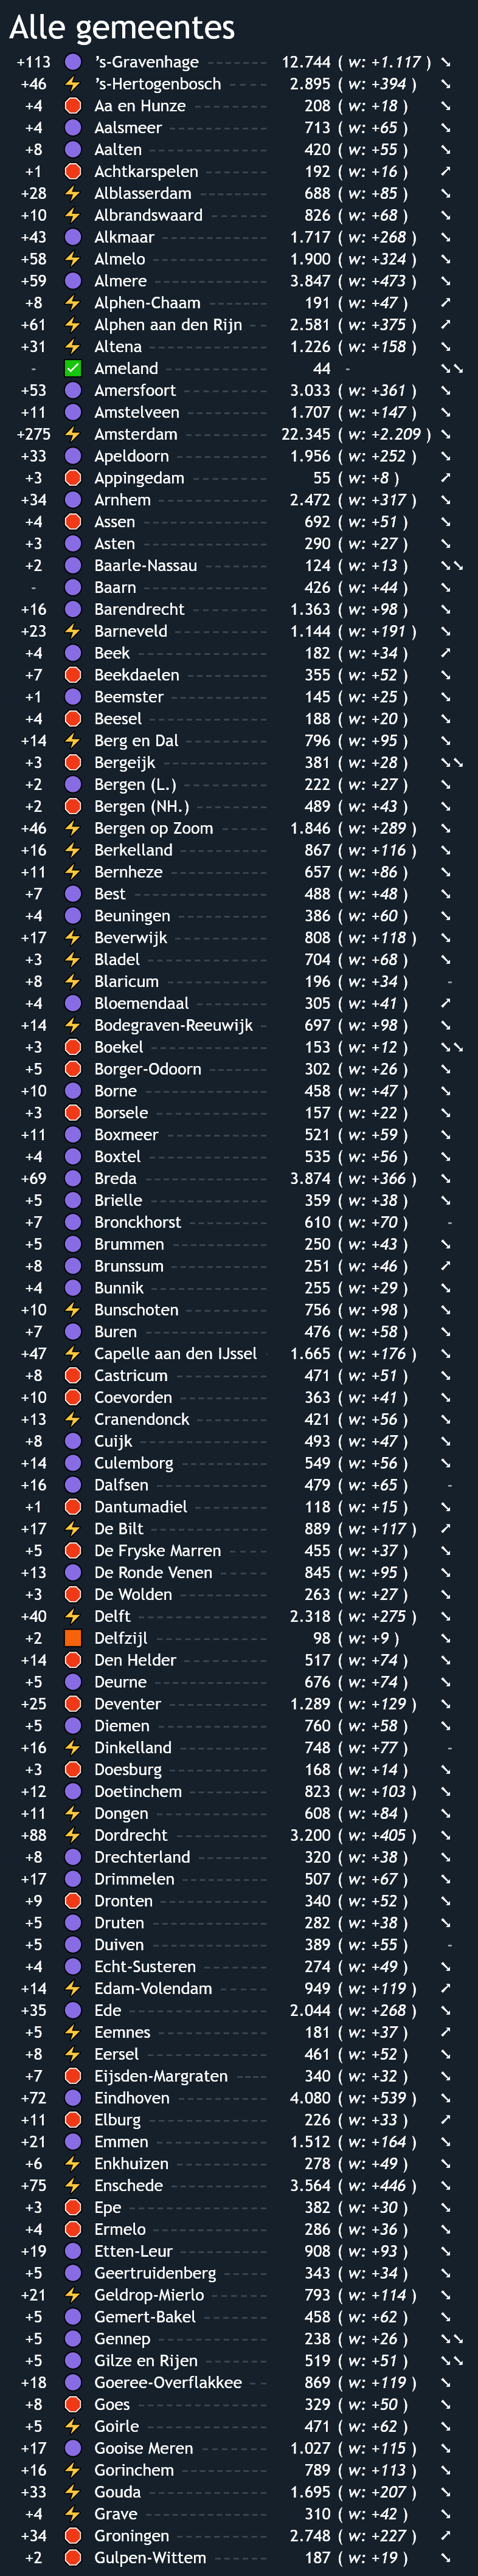 Alle gemeentes
+113 's-Gravenhage 12.744 ( w: +1.117 ) ↘
+46 's-Hertogenbosch 2.895 ( w: +394 ) ↘
+4 Aa en Hunze 208 ( w: +18 ) ↘
+4 Aalsmeer 713 ( w: +65 ) ↘
+8 Aalten 420 ( w: +55 ) ↘
+1 Achtkarspelen 192 ( w: +16 ) ↗
+28 Alblasserdam 688 ( w: +85 ) ↘
+10 Albrandswaard 826 ( w: +68 ) ↘
+43 Alkmaar 1.717 ( w: +268 ) ↘
+58 Almelo 1.900 ( w: +324 ) ↘
+59 Almere 3.847 ( w: +473 ) ↘
+8 Alphen-Chaam 191 ( w: +47 ) ↗
+61 Alphen aan den Rijn 2.581 ( w: +375 ) ↗
+31 Altena 1.226 ( w: +158 ) ↘
- Ameland 44 - ↘↘
+53 Amersfoort 3.033 ( w: +361 ) ↘
+11 Amstelveen 1.707 ( w: +147 ) ↘
+275 Amsterdam 22.345 ( w: +2.209 ) ↘
+33 Apeldoorn 1.956 ( w: +252 ) ↘
+3 Appingedam 55 ( w: +8 ) ↗
+34 Arnhem 2.472 ( w: +317 ) ↘
+4 Assen 692 ( w: +51 ) ↘
+3 Asten 290 ( w: +27 ) ↘
+2 Baarle-Nassau 124 ( w: +13 ) ↘↘
- Baarn 426 ( w: +44 ) ↘
+16 Barendrecht 1.363 ( w: +98 ) ↘
+23 Barneveld 1.144 ( w: +191 ) ↘
+4 Beek 182 ( w: +34 ) ↗
+7 Beekdaelen 355 ( w: +52 ) ↘
+1 Beemster 145 ( w: +25 ) ↘
+4 Beesel 188 ( w: +20 ) ↘
+14 Berg en Dal 796 ( w: +95 ) ↘
+3 Bergeijk 381 ( w: +28 ) ↘↘
+2 Bergen (L.) 222 ( w: +27 ) ↘
+2 Bergen (NH.) 489 ( w: +43 ) ↘
+46 Bergen op Zoom 1.846 ( w: +289 ) ↘
+16 Berkelland 867 ( w: +116 ) ↘
+11 Bernheze 657 ( w: +86 ) ↘
+7 Best 488 ( w: +48 ) ↘
+4 Beuningen 386 ( w: +60 ) ↘
+17 Beverwijk 808 ( w: +118 ) ↘
+3 Bladel 704 ( w: +68 ) ↘
+8 Blaricum 196 ( w: +34 ) -
+4 Bloemendaal 305 ( w: +41 ) ↗
+14 Bodegraven-Reeuwijk 697 ( w: +98 ) ↘
+3 Boekel 153 ( w: +12 ) ↘↘
+5 Borger-Odoorn 302 ( w: +26 ) ↘
+10 Borne 458 ( w: +47 ) ↘
+3 Borsele 157 ( w: +22 ) ↘
+11 Boxmeer 521 ( w: +59 ) ↘
+4 Boxtel 535 ( w: +56 ) ↘
+69 Breda 3.874 ( w: +366 ) ↘
+5 Brielle 359 ( w: +38 ) ↘
+7 Bronckhorst 610 ( w: +70 ) -
+5 Brummen 250 ( w: +43 ) ↘
+8 Brunssum 251 ( w: +46 ) ↗
+4 Bunnik 255 ( w: +29 ) ↘
+10 Bunschoten 756 ( w: +98 ) ↘
+7 Buren 476 ( w: +58 ) ↘
+47 Capelle aan den IJssel 1.665 ( w: +176 ) ↘
+8 Castricum 471 ( w: +51 ) ↘
+10 Coevorden 363 ( w: +41 ) ↘
+13 Cranendonck 421 ( w: +56 ) ↘
+8 Cuijk 493 ( w: +47 ) ↘
+14 Culemborg 549 ( w: +56 ) ↘
+16 Dalfsen 479 ( w: +65 ) -
+1 Dantumadiel 118 ( w: +15 ) ↘
+17 De Bilt 889 ( w: +117 ) ↗
+5 De Fryske Marren 455 ( w: +37 ) ↘
+13 De Ronde Venen 845 ( w: +95 ) ↘
+3 De Wolden 263 ( w: +27 ) ↘
+40 Delft 2.318 ( w: +275 ) ↘
+2 Delfzijl 98 ( w: +9 ) ↘
+14 Den Helder 517 ( w: +74 ) ↘
+5 Deurne 676 ( w: +74 ) ↘
+25 Deventer 1.289 ( w: +129 ) ↘
+5 Diemen 760 ( w: +58 ) ↘
+16 Dinkelland 748 ( w: +77 ) -
+3 Doesburg 168 ( w: +14 ) ↘
+12 Doetinchem 823 ( w: +103 ) ↘
+11 Dongen 608 ( w: +84 ) ↘
+88 Dordrecht 3.200 ( w: +405 ) ↘
+8 Drechterland 320 ( w: +38 ) ↘
+17 Drimmelen 507 ( w: +67 ) ↘
+9 Dronten 340 ( w: +52 ) ↘
+5 Druten 282 ( w: +38 ) ↘
+5 Duiven 389 ( w: +55 ) -
+4 Echt-Susteren 274 ( w: +49 ) ↘
+14 Edam-Volendam 949 ( w: +119 ) ↗
+35 Ede 2.044 ( w: +268 ) ↘
+5 Eemnes 181 ( w: +37 ) ↗
+8 Eersel 461 ( w: +52 ) ↘
+7 Eijsden-Margraten 340 ( w: +32 ) ↘
+72 Eindhoven 4.080 ( w: +539 ) ↘
+11 Elburg 226 ( w: +33 ) ↗
+21 Emmen 1.512 ( w: +164 ) ↘
+6 Enkhuizen 278 ( w: +49 ) ↘
+75 Enschede 3.564 ( w: +446 ) ↘
+3 Epe 382 ( w: +30 ) ↘
+4 Ermelo 286 ( w: +36 ) ↘
+19 Etten-Leur 908 ( w: +93 ) ↘
+5 Geertruidenberg 343 ( w: +34 ) ↘
+21 Geldrop-Mierlo 793 ( w: +114 ) ↘
+5 Gemert-Bakel 458 ( w: +62 ) ↘
+5 Gennep 238 ( w: +26 ) ↘↘
+5 Gilze en Rijen 519 ( w: +51 ) ↘↘
+18 Goeree-Overflakkee 869 ( w: +119 ) ↘
+8 Goes 329 ( w: +50 ) ↘
+5 Goirle 471 ( w: +62 ) ↘
+17 Gooise Meren 1.027 ( w: +115 ) ↘
+16 Gorinchem 789 ( w: +113 ) ↘
+33 Gouda 1.695 ( w: +207 ) ↘
+4 Grave 310 ( w: +42 ) ↘
+34 Groningen 2.748 ( w: +227 ) ↗
+2 Gulpen-Wittem 187 ( w: +19 ) ↘